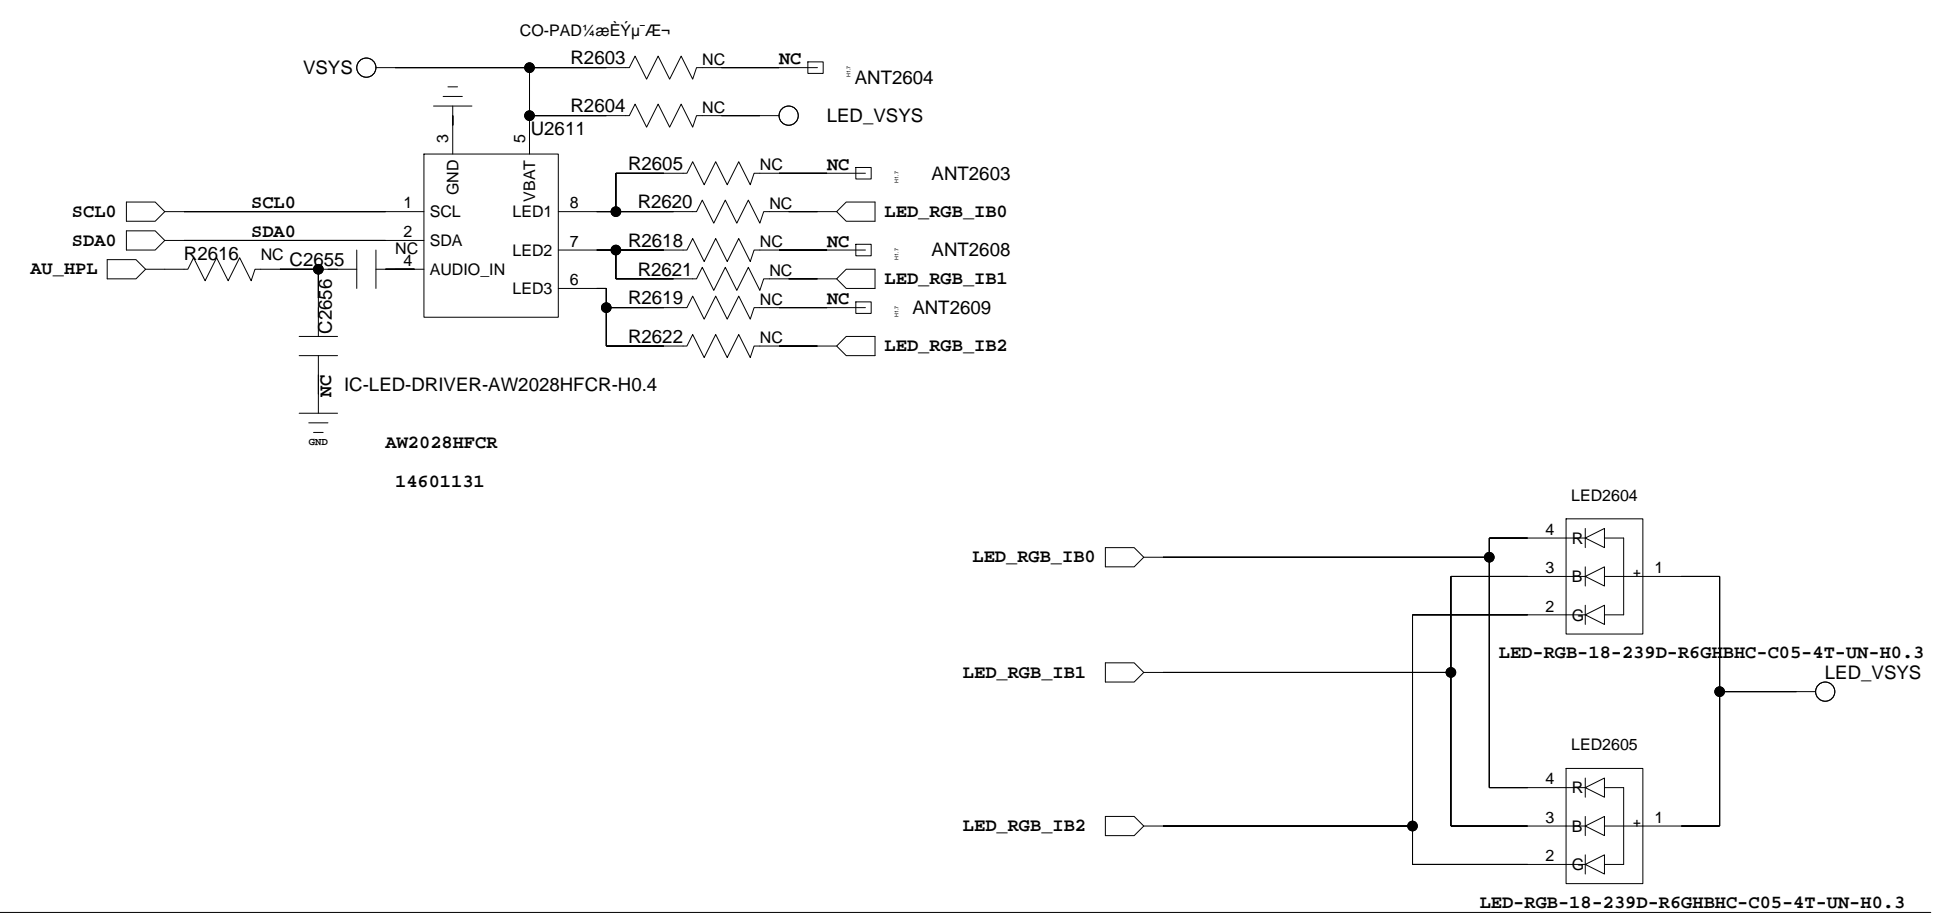 CO-PAD¼æÈÝµ¯Æ¬
VSYS R2603 NC NC ANT2604
R2604 NC LED_VSYS
U2611
3 5
GND VBAT
R2605 NC NC ANT2603
SCL0 SCL0 1 SCL LED1 8 R2620 NC LED_RGB_IB0
SDA0 SDA0 2 SDA
R2618 NC NC ANT2608
LED2 7
AU_HPL R2616 NC C2655 NC 4 AUDIO_IN
R2621 NC LED_RGB_IB1
LED3 6
R2619 NC NC ANT2609
C2656
R2622 NC LED_RGB_IB2
NC
IC-LED-DRIVER-AW2028HFCR-H0.4
GND
AW2028HFCR
14601131
LED2604
LED_RGB_IB0 4 R
3 B + 1
2 G
LED-RGB-18-239D-R6GHBHC-C05-4T-UN-H0.3
LED_RGB_IB1 LED_VSYS
LED2605
4 R
LED_RGB_IB2 3 B + 1
2 G
LED-RGB-18-239D-R6GHBHC-C05-4T-UN-H0.3